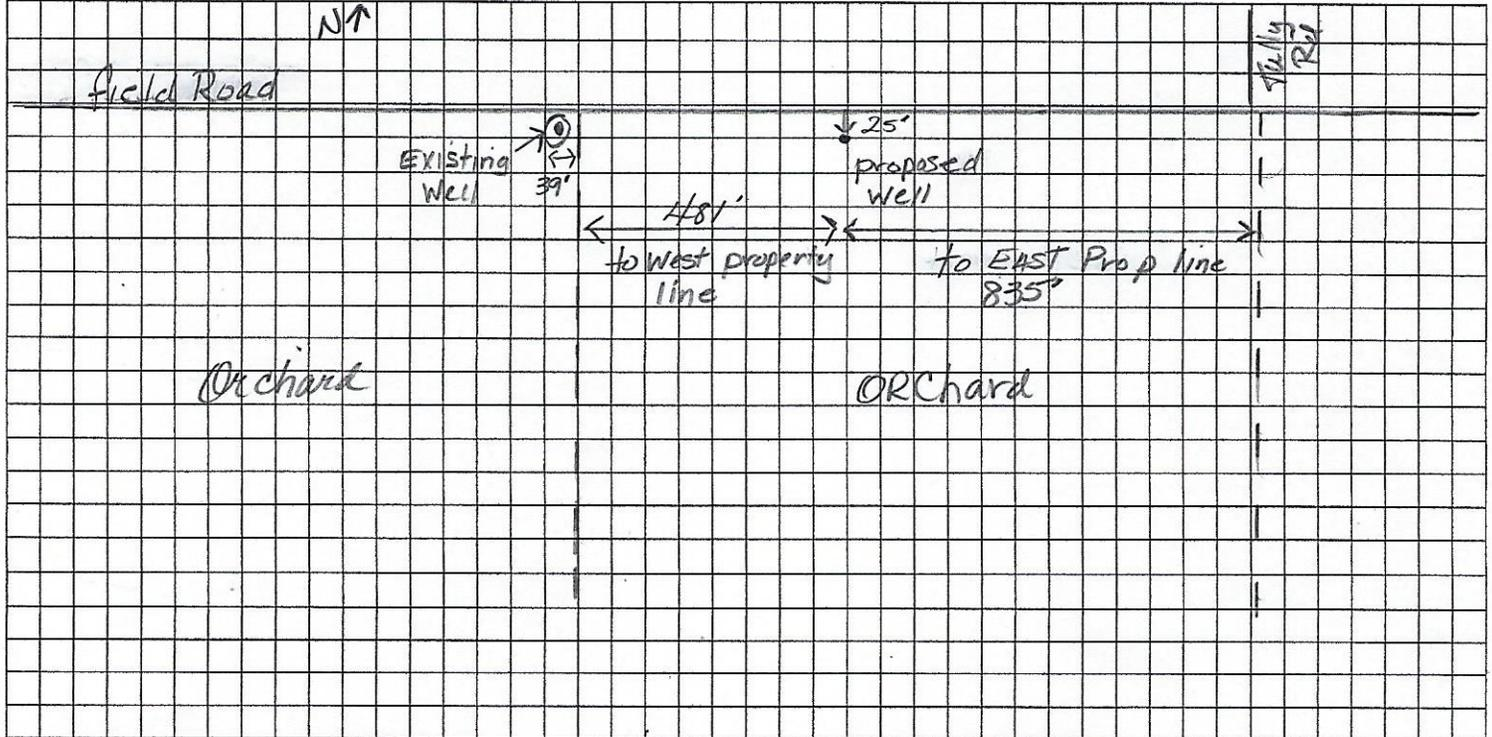 N↑
Tully
Rd
field Road
25'
Existing
Well
39'
proposed
well
481'
to West property
line
to EAST Prop line
835'
Orchard
ORChard